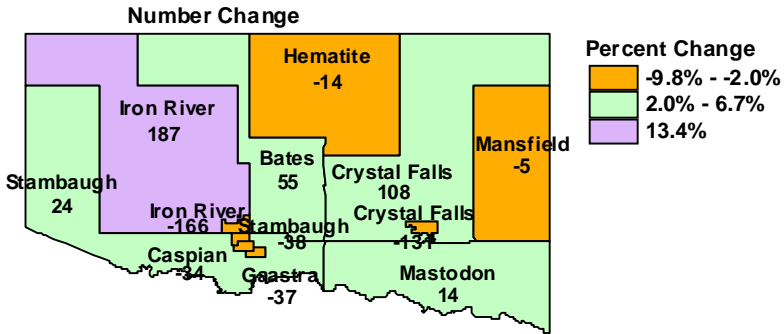 Number Change
Percent Change
-9.8% - -2.0%
2.0% - 6.7%
13.4%
Hematite
-14
Iron River
187
Mansfield
-5
Bates
55
Crystal Falls
108
Stambaugh
24
Iron River
-166
Stambaugh
-38
Crystal Falls
-131
Caspian
-34
Gaastra
-37
Mastodon
14